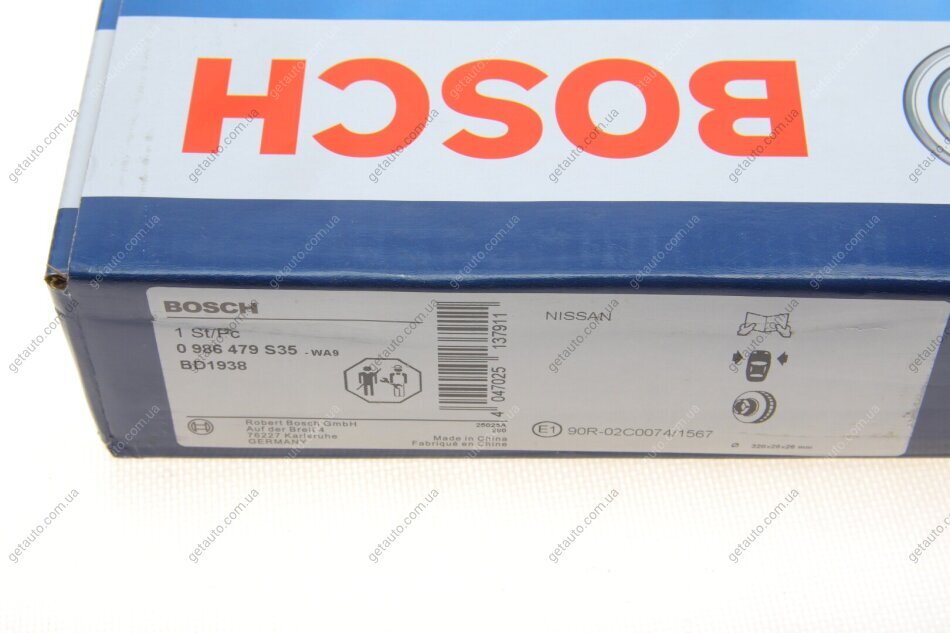 BOSCH
BOSCH
1 St/Pc
0 986 479 S35 -WA9
BD1938
Robert Bosch GmbH
Auf der Breit 4
76227 Karlsruhe
GERMANY
Made in China
Fabriqué en Chine
4 047025 137911
NISSAN
E1 90R-02C0074/1567
getauto.com.ua